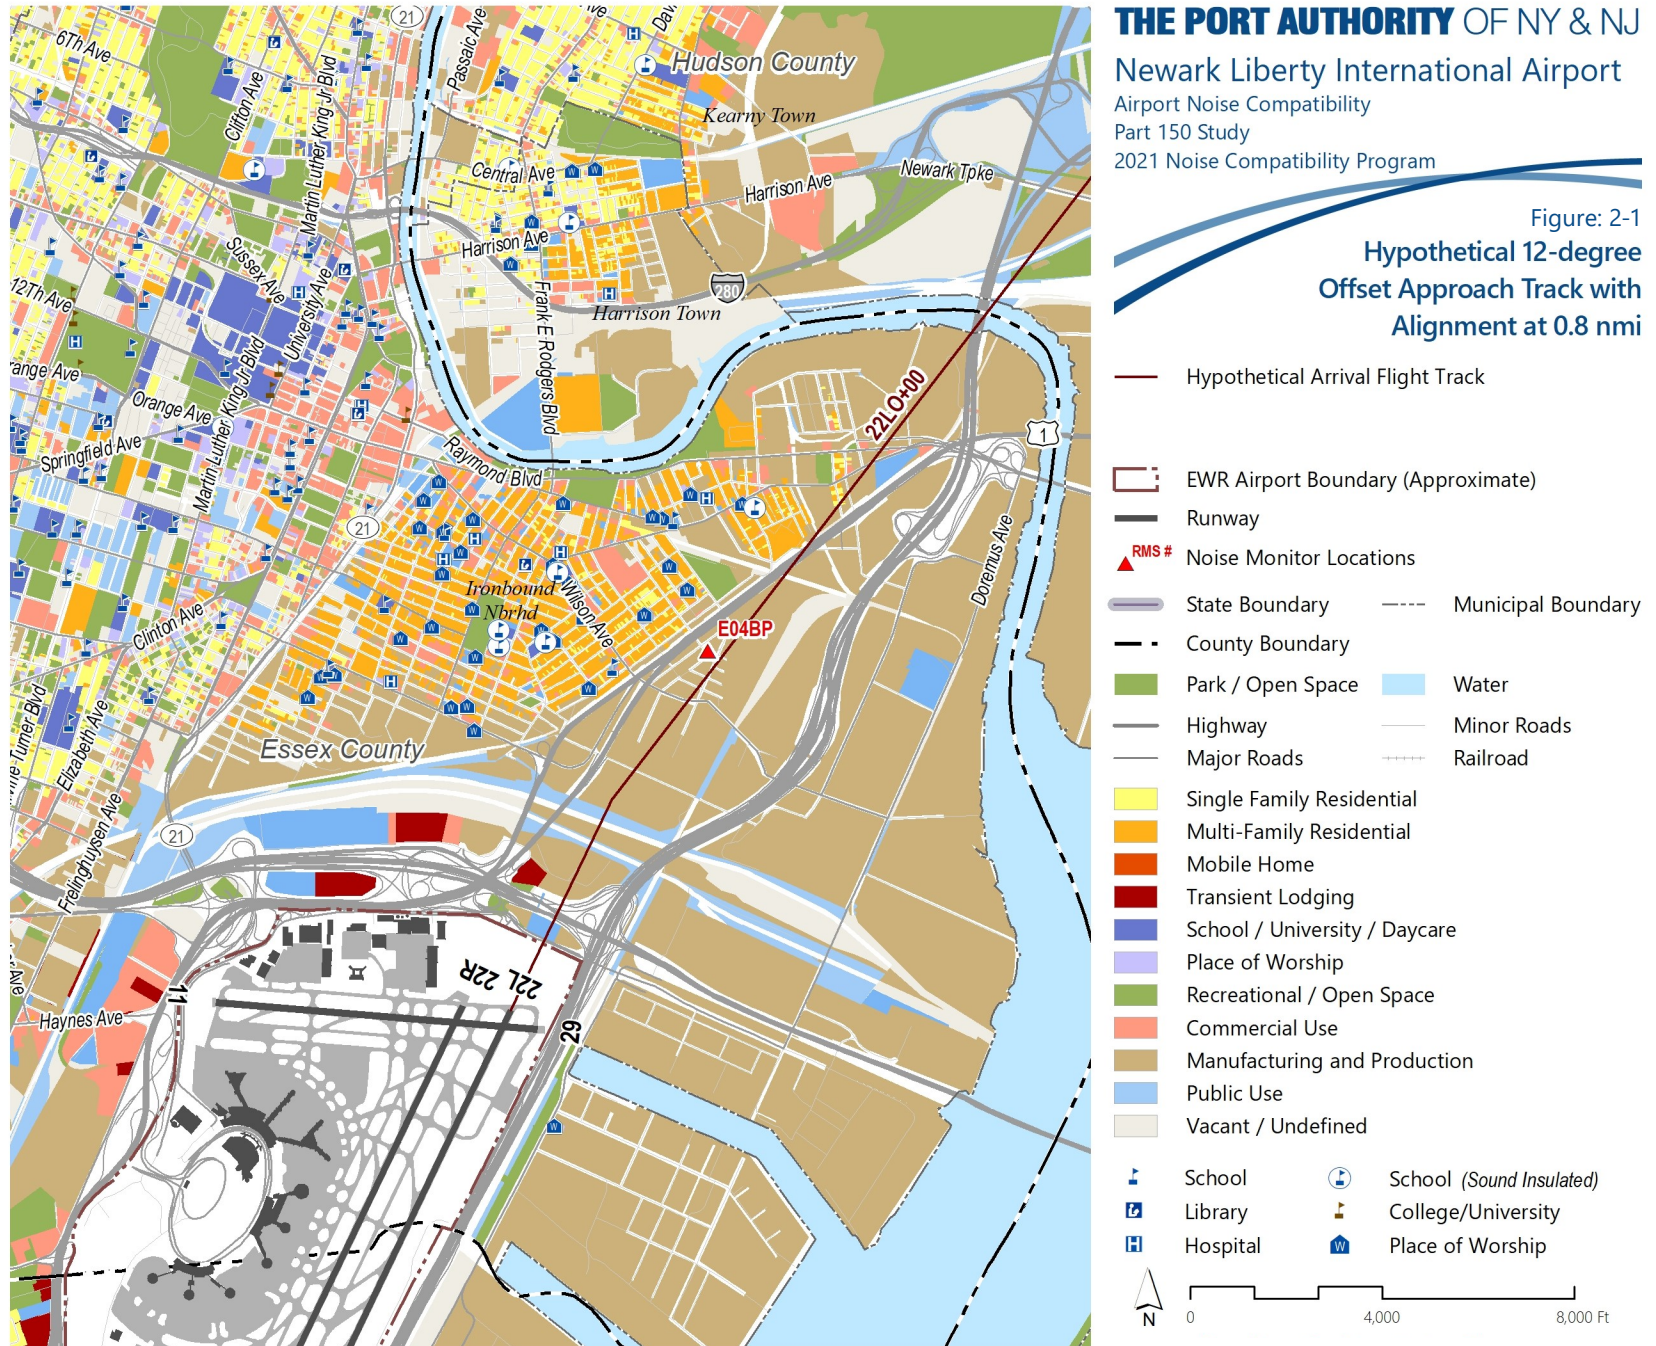 21
6Th Ave
Clifton Ave
Martin Luther King Jr Blvd
Passaic Ave
Hudson County
Kearny Town
Central Ave
Harrison Ave
Newark Tpke
Harrison Ave
Sussex Ave
University Ave
12Th Ave
280
Harrison Town
Frank E Rodgers Blvd
Orange Ave
Springfield Ave
Martin Luther King Jr Blvd
Raymond Blvd
22LO+00
1
21
Doremus Ave
Ironbound
Nbrhd
Wilson Ave
Clinton Ave
E04BP
Elizabeth Ave
Essex County
21
Frelinghuysen Ave
22R
22L
11
29
Haynes Ave
THE PORT AUTHORITY OF NY & NJ
Newark Liberty International Airport
Airport Noise Compatibility
Part 150 Study
2021 Noise Compatibility Program
Figure: 2-1
Hypothetical 12-degree
Offset Approach Track with
Alignment at 0.8 nmi
Hypothetical Arrival Flight Track
EWR Airport Boundary (Approximate)
Runway
RMS #
Noise Monitor Locations
State Boundary
Municipal Boundary
County Boundary
Park / Open Space
Water
Highway
Minor Roads
Major Roads
Railroad
Single Family Residential
Multi-Family Residential
Mobile Home
Transient Lodging
School / University / Daycare
Place of Worship
Recreational / Open Space
Commercial Use
Manufacturing and Production
Public Use
Vacant / Undefined
School
School (Sound Insulated)
Library
College/University
Hospital
Place of Worship
N
0
4,000
8,000 Ft